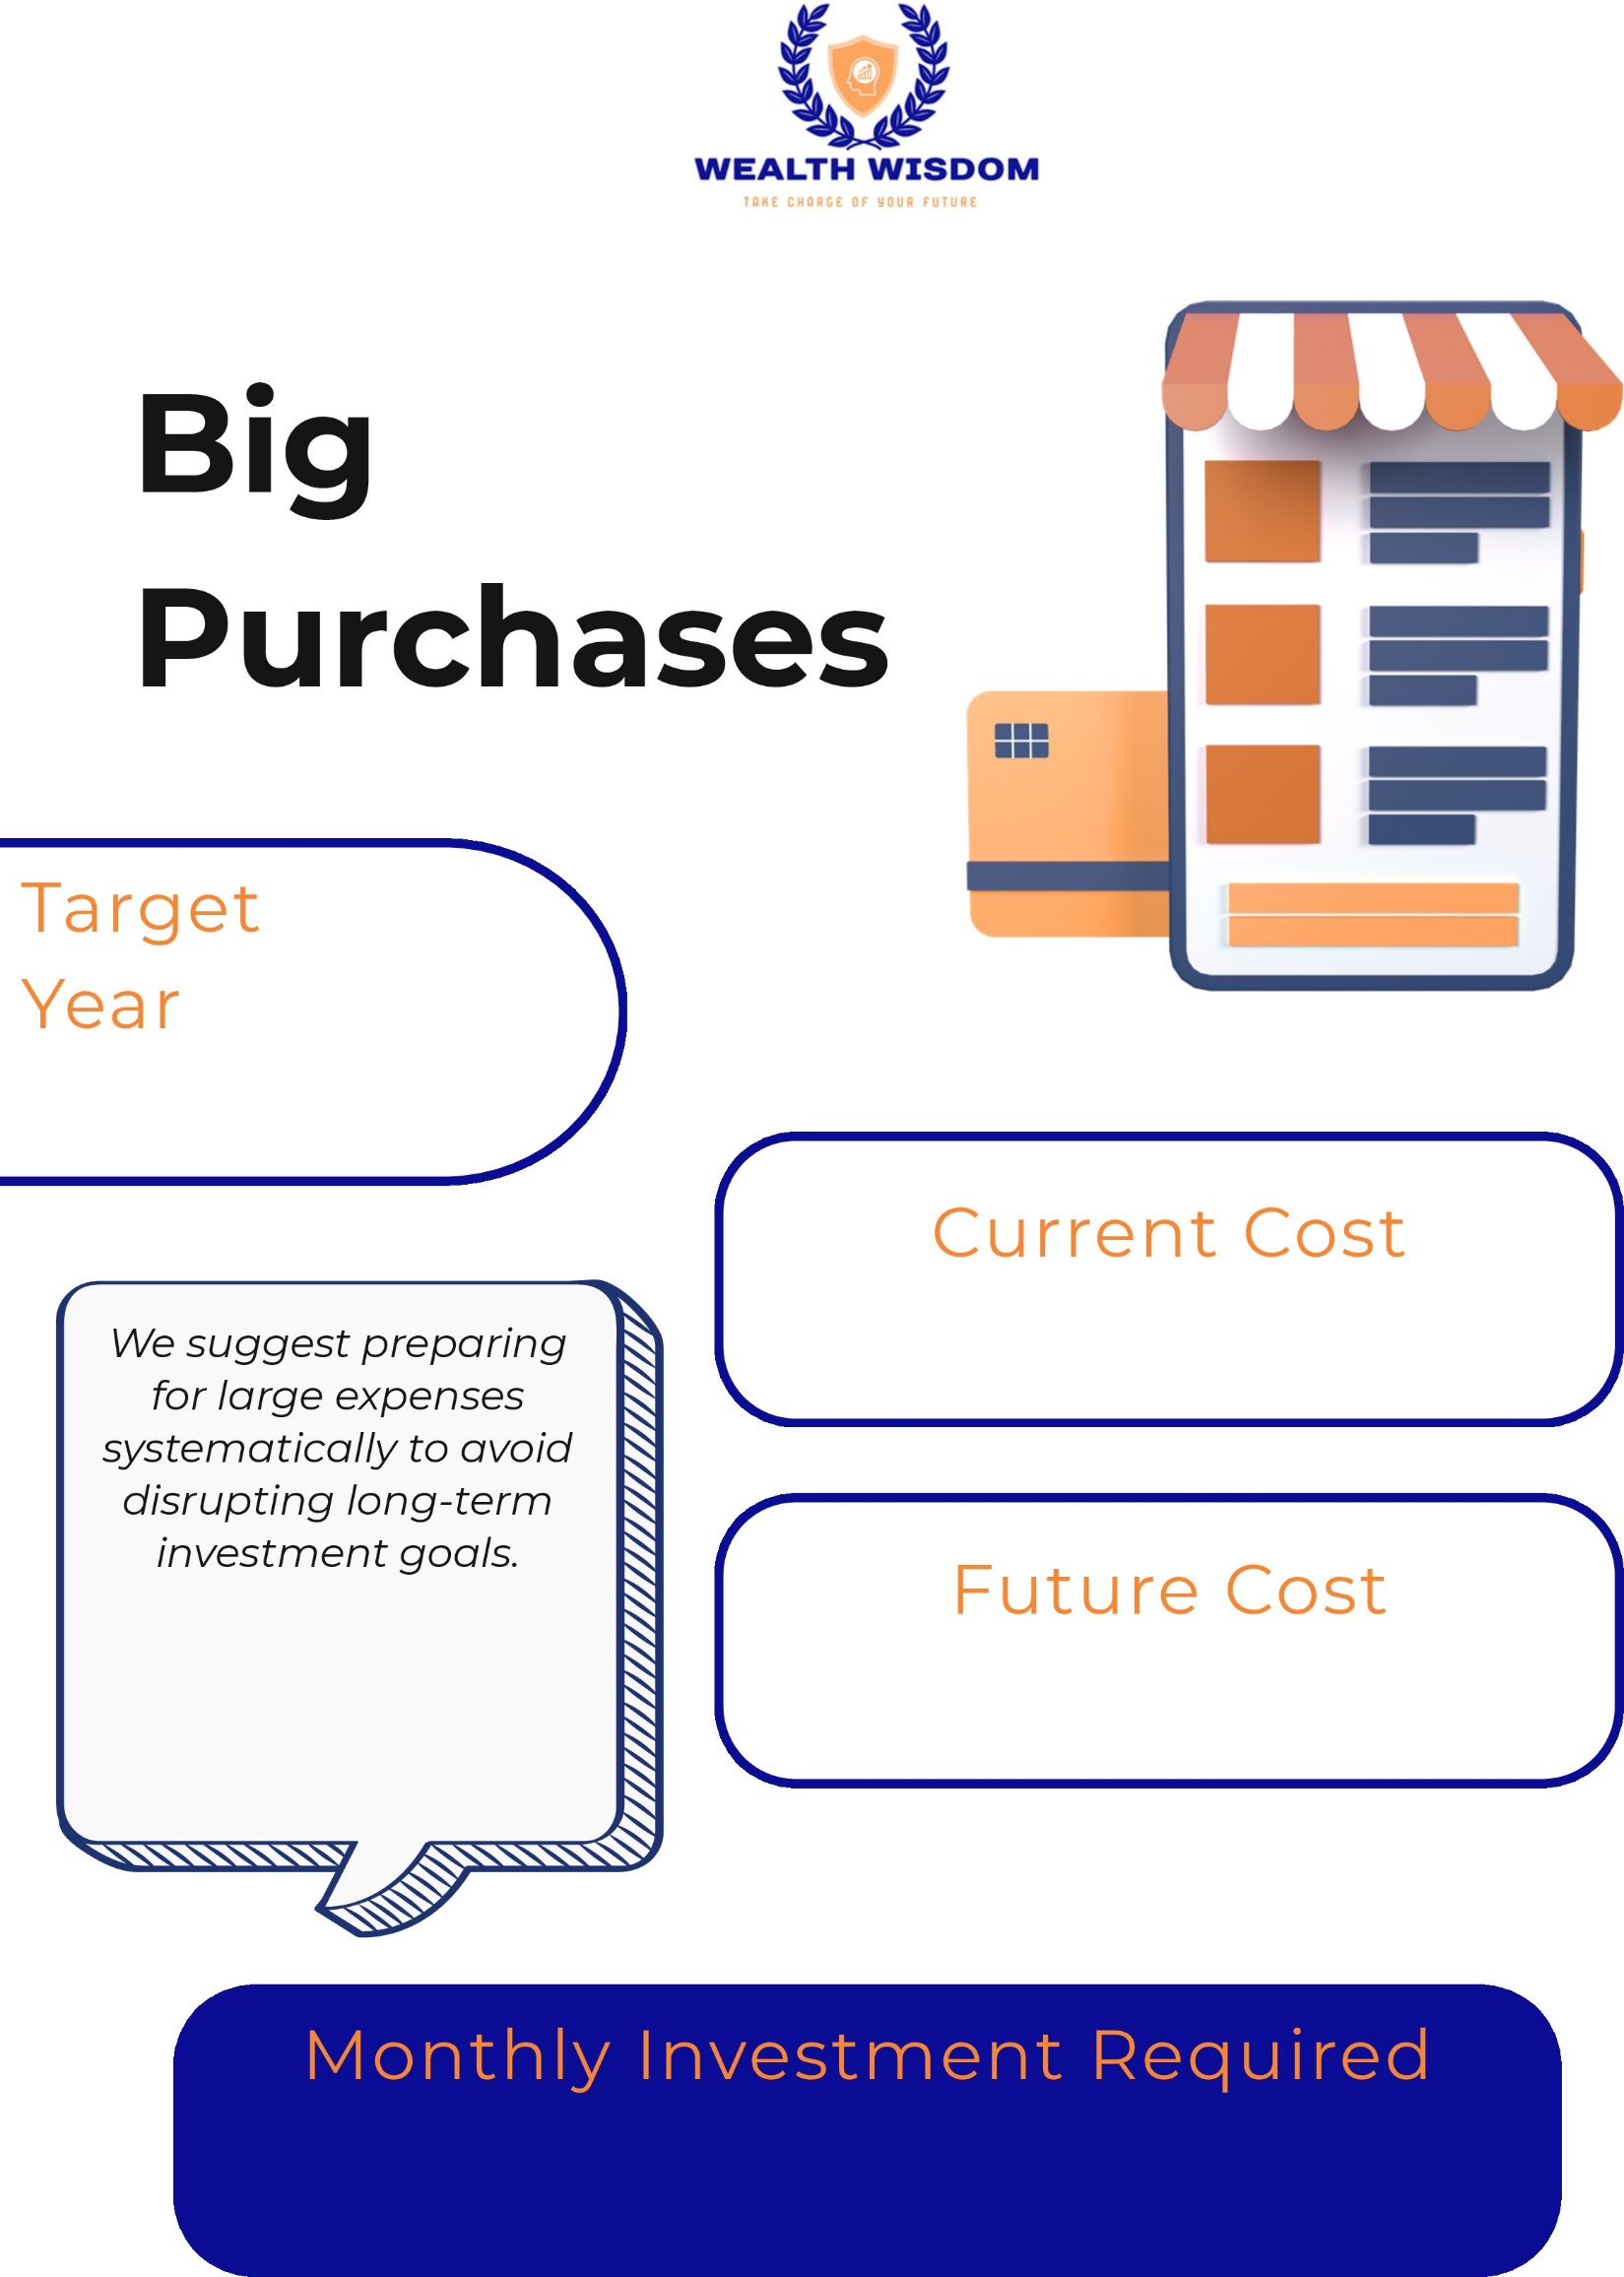 WEALTH WISDOM
TAKE CHARGE OF YOUR FUTURE
Big
Purchases
Target
Year
Current Cost
We suggest preparing
for large expenses
systematically to avoid
disrupting long-term
investment goals.
Future Cost
Monthly Investment Required